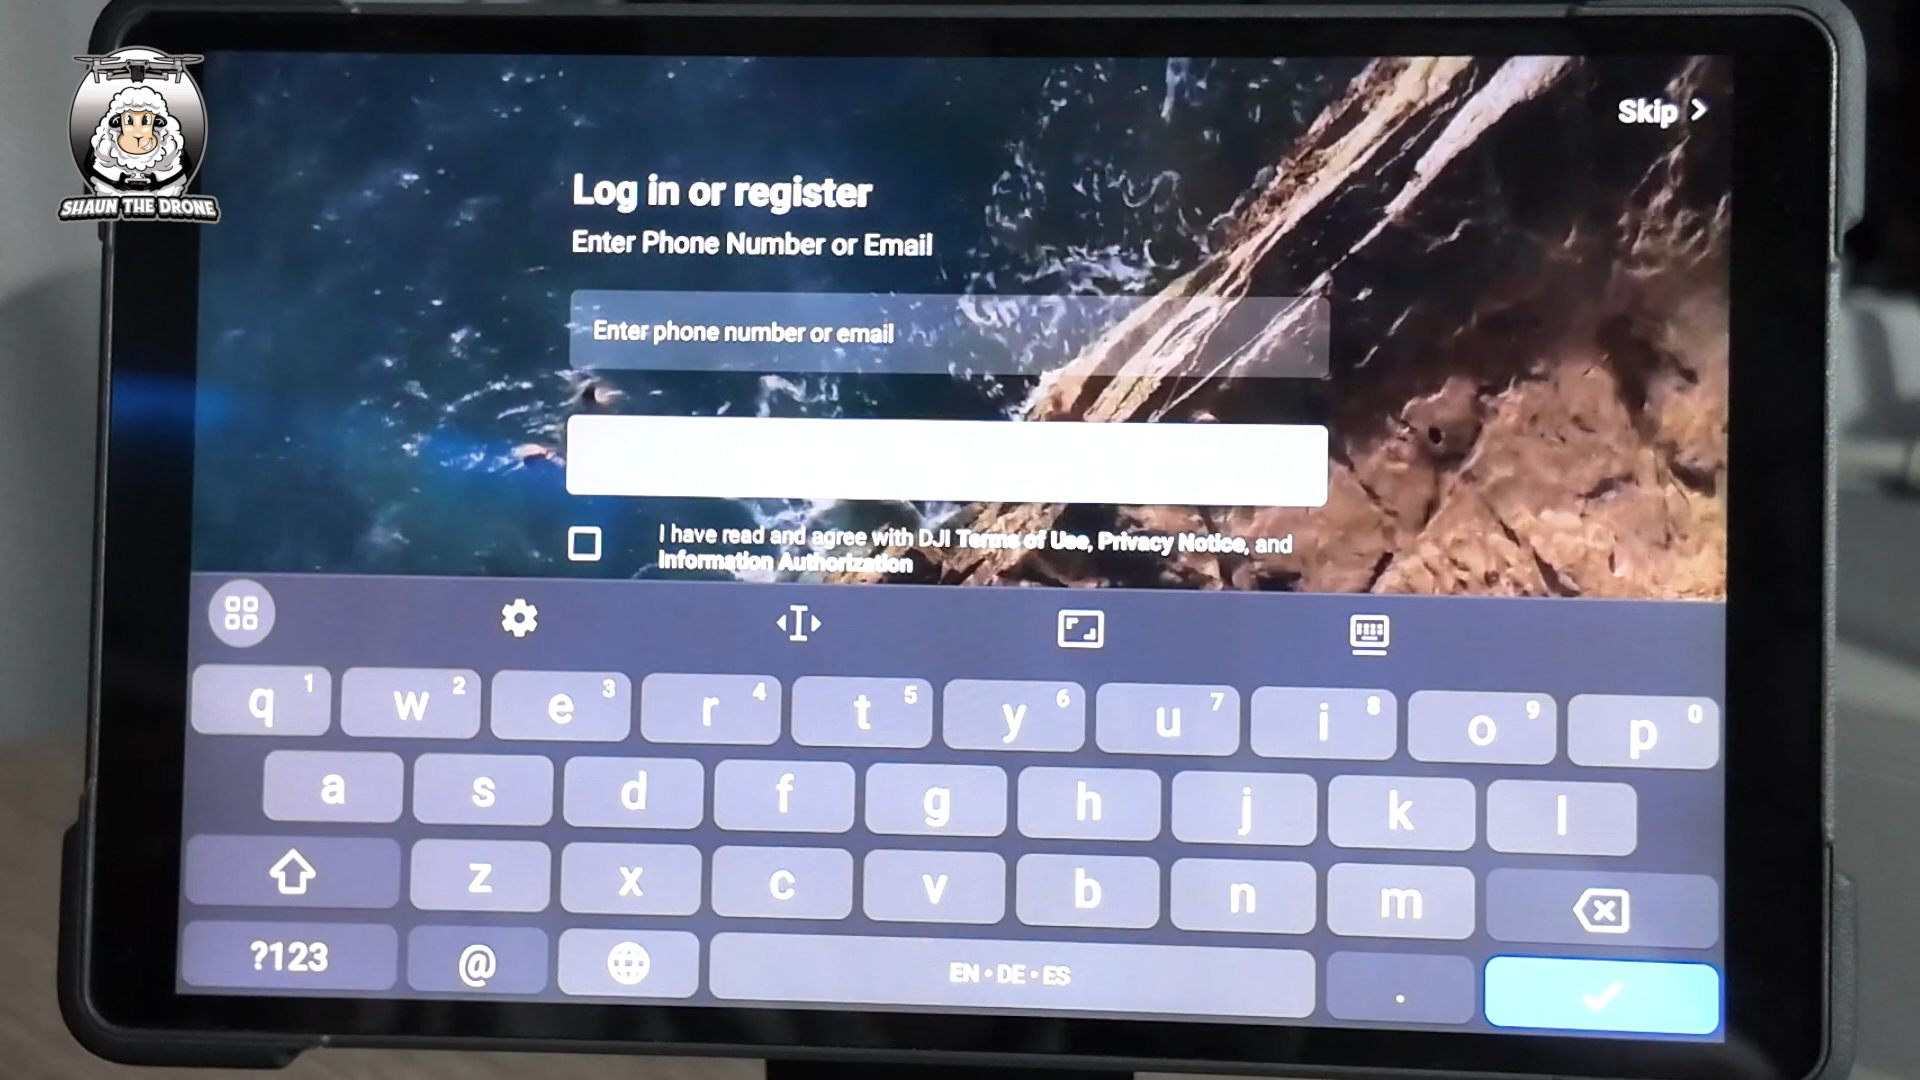 SHAUN THE DRONE
Skip
Log in or register
Enter Phone Number or Email
Enter phone number or email
I have read and agree with DJI Terms of Use, Privacy Notice, and
Information Authorization
q 1 w 2 e 3 r 4 t 5 y 6 u 7 i 8 o 9 p 0
a s d f g h j k l
z x c v b n m
?123 @ EN • DE • ES .